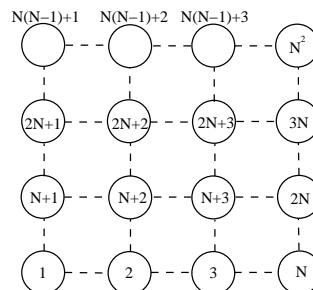 N(N−1)+1 N(N−1)+2 N(N−1)+3
N²
2N+1 2N+2 2N+3 3N
N+1 N+2 N+3 2N
1 2 3 N